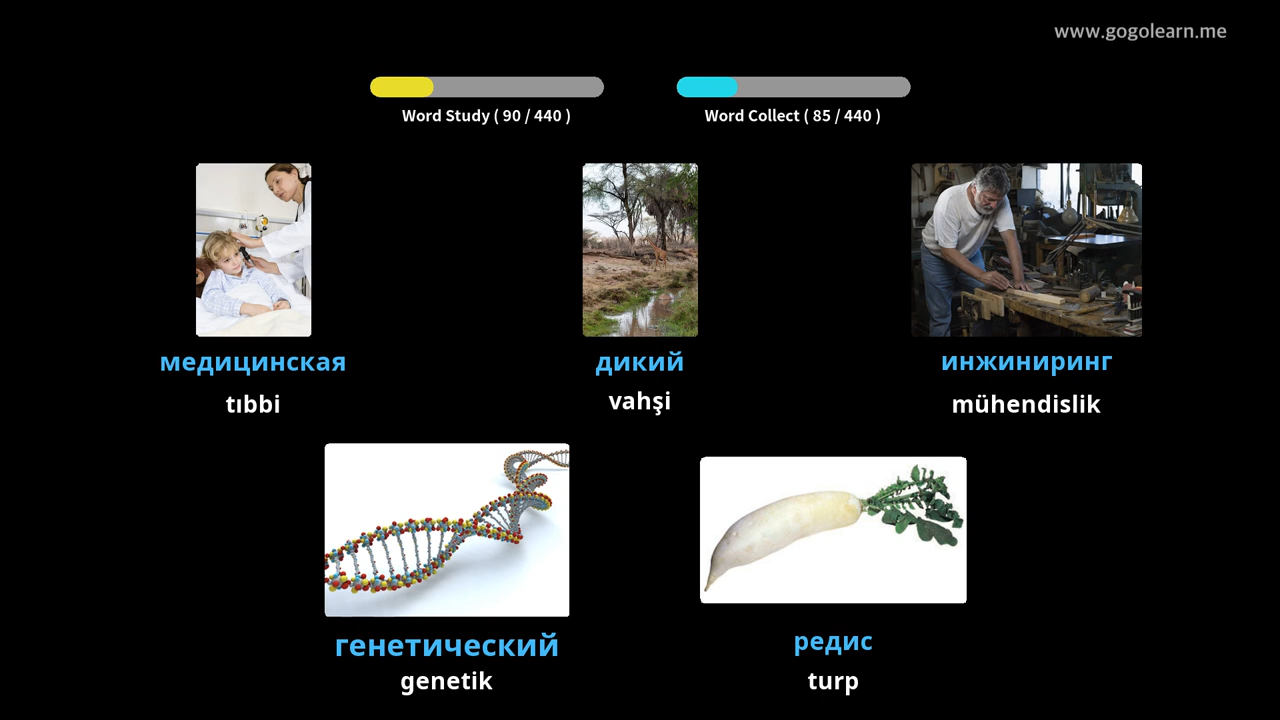 www.gogolearn.me
Word Study ( 90 / 440 )
Word Collect ( 85 / 440 )
медицинская
tıbbi
дикий
vahşi
инжиниринг
mühendislik
генетический
genetik
редис
turp